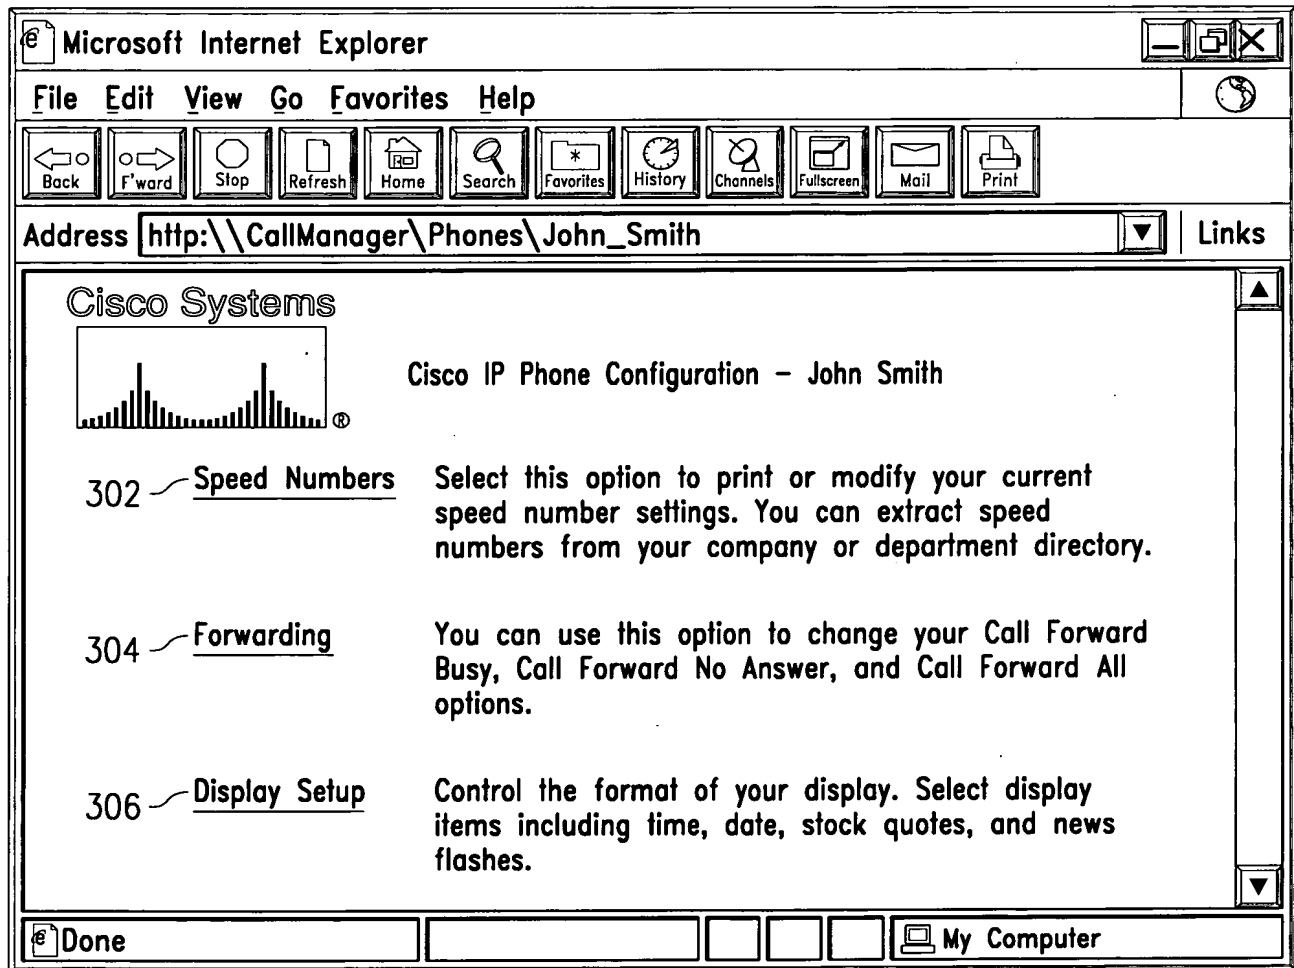 Microsoft Internet Explorer
File Edit View Go Favorites Help
Back F'ward Stop Refresh Home Search Favorites History Channels Fullscreen Mail Print
Address http:\\CallManager\Phones\John_Smith Links
Cisco Systems
®
Cisco IP Phone Configuration – John Smith
302 Speed Numbers Select this option to print or modify your current
speed number settings. You can extract speed
numbers from your company or department directory.
304 Forwarding You can use this option to change your Call Forward
Busy, Call Forward No Answer, and Call Forward All
options.
306 Display Setup Control the format of your display. Select display
items including time, date, stock quotes, and news
flashes.
Done My Computer